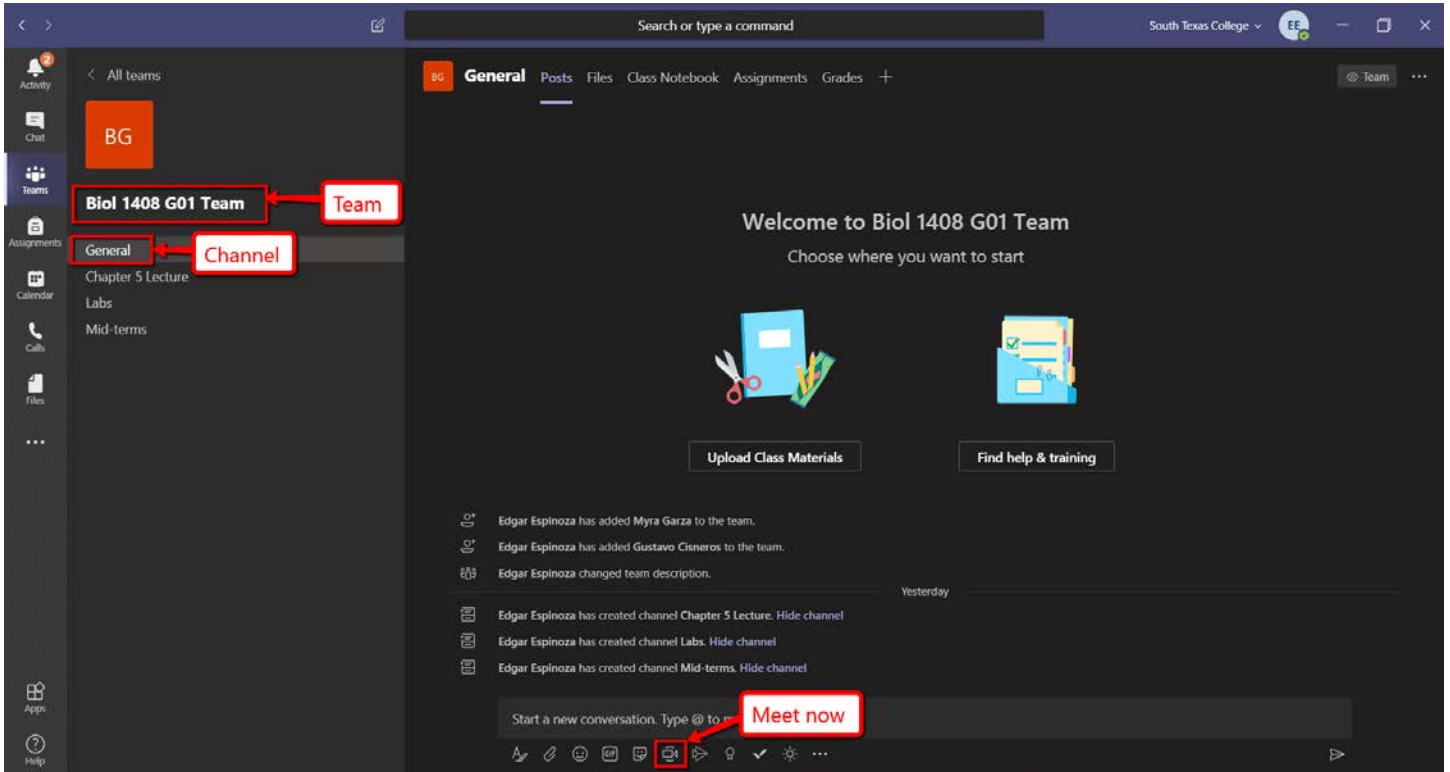 Search or type a command
South Texas College
EE
2
Activity
Chat
Teams
Assignments
Calendar
Calls
Files
Apps
Help
All teams
BG
Biol 1408 G01 Team
Team
General
Channel
Chapter 5 Lecture
Labs
Mid-terms
BG General Posts Files Class Notebook Assignments Grades
Team
Welcome to Biol 1408 G01 Team
Choose where you want to start
Upload Class Materials
Find help & training
Edgar Espinoza has added Myra Garza to the team.
Edgar Espinoza has added Gustavo Cisneros to the team.
Edgar Espinoza changed team description.
Yesterday
Edgar Espinoza has created channel Chapter 5 Lecture. Hide channel
Edgar Espinoza has created channel Labs. Hide channel
Edgar Espinoza has created channel Mid-terms. Hide channel
Start a new conversation. Type @ to
Meet now
GIF